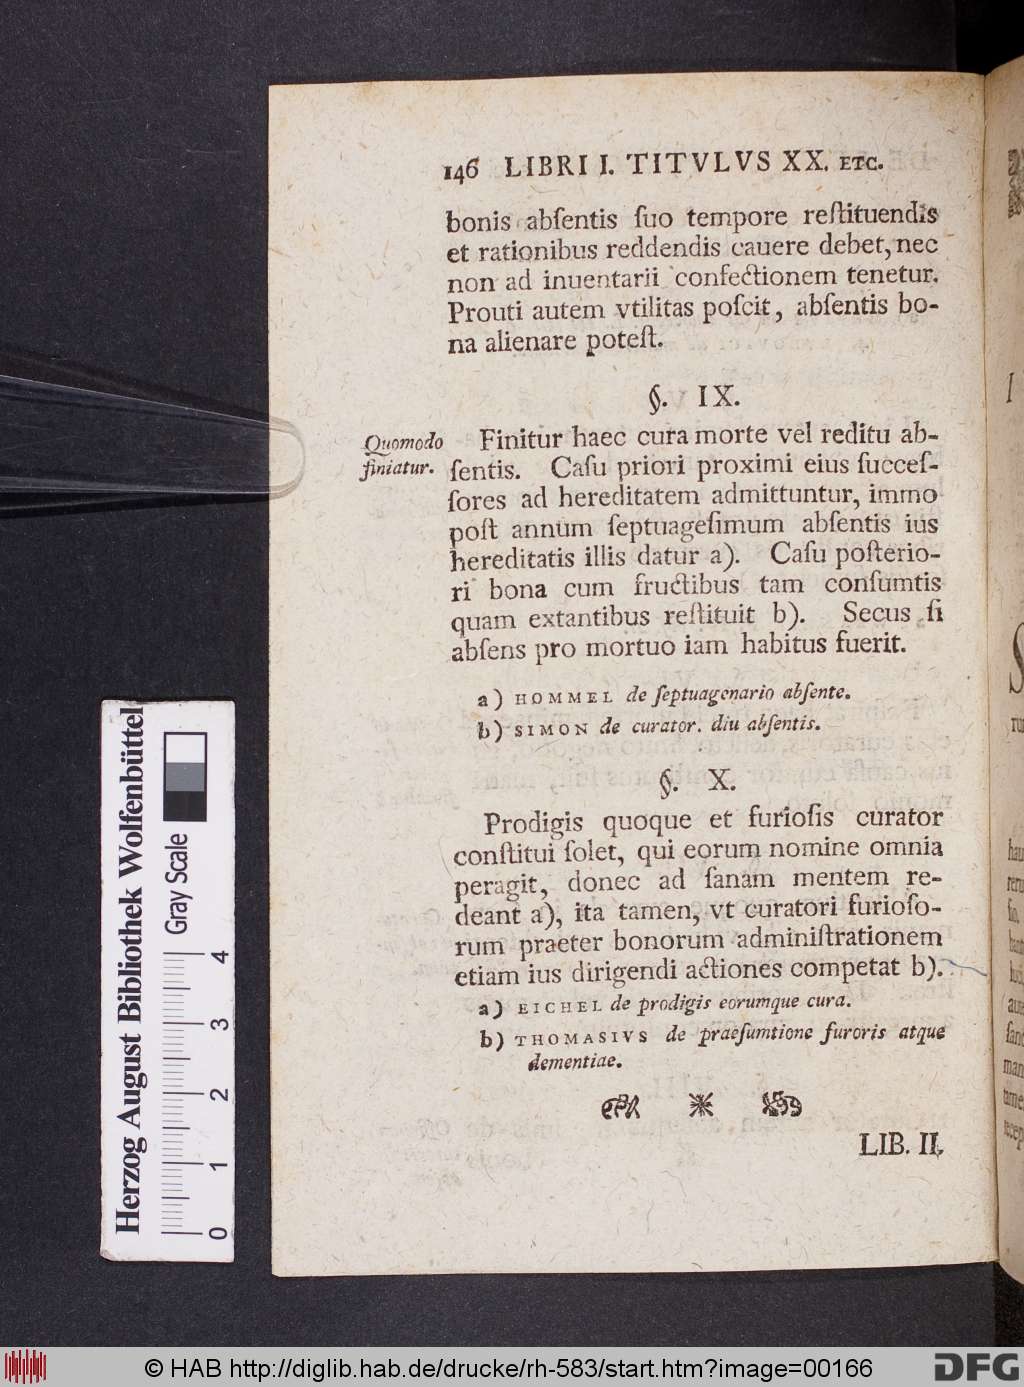 146 LIBRI I. TITVLVS XX. ETC.
bonis abſentis ſuo tempore reſtituendis
et rationibus reddendis cauere debet, nec
non ad inuentarii confectionem tenetur.
Prouti autem vtilitas poſcit, abſentis bo-
na alienare poteſt.
§. IX.
Quomodo
finiatur.
Finitur haec cura morte vel reditu ab-
ſentis. Caſu priori proximi eius ſucceſ-
ſores ad hereditatem admittuntur, immo
poſt annum ſeptuageſimum abſentis ius
hereditatis illis datur a). Caſu poſterio-
ri bona cum fructibus tam conſumtis
quam extantibus reſtituit b). Secus ſi
abſens pro mortuo iam habitus fuerit.
a) HOMMEL de ſeptuagenario abſente.
b) SIMON de curator. diu abſentis.
§. X.
Prodigis quoque et furioſis curator
conſtitui ſolet, qui eorum nomine omnia
peragit, donec ad ſanam mentem re-
deant a), ita tamen, vt curatori furioſo-
rum praeter bonorum adminiſtrationem
etiam ius dirigendi actiones competat b).
a) EICHEL de prodigis eorumque cura.
b) THOMASIVS de praeſumtione furoris atque
dementiae.
LIB. II.
Herzog August Bibliothek Wolfenbüttel
Gray Scale
0 1 2 3 4
© HAB http://diglib.hab.de/drucke/rh-583/start.htm?image=00166
DFG